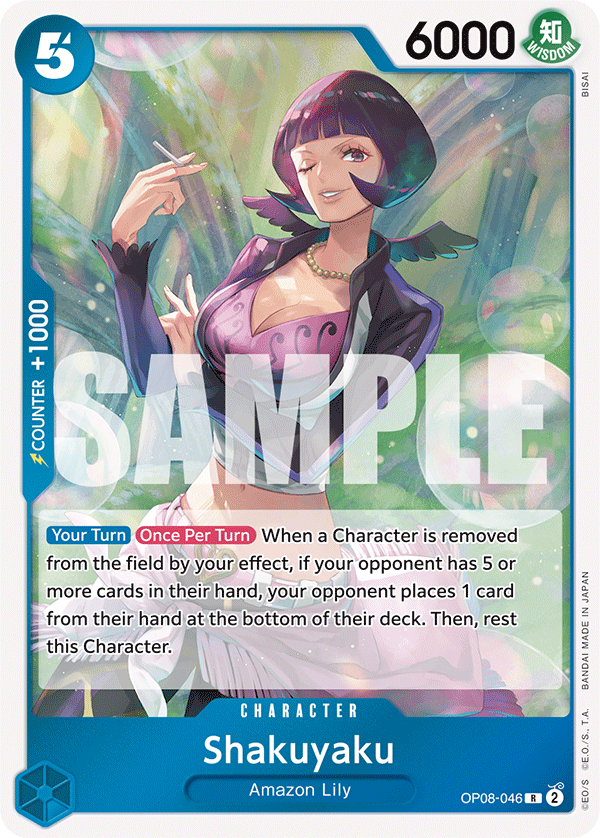 5
6000
知
WISDOM
BISAI
COUNTER +1000
SAMPLE
Your Turn Once Per Turn When a Character is removed
from the field by your effect, if your opponent has 5 or
more cards in their hand, your opponent places 1 card
from their hand at the bottom of their deck. Then, rest
this Character.
CHARACTER
Shakuyaku
Amazon Lily
OP08-046 R 2
©EO/S ©E.O./S., T.A. BANDAI MADE IN JAPAN